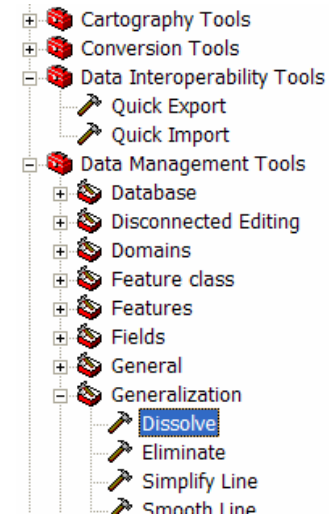 Cartography Tools
Conversion Tools
Data Interoperability Tools
Quick Export
Quick Import
Data Management Tools
Database
Disconnected Editing
Domains
Feature class
Features
Fields
General
Generalization
Dissolve
Eliminate
Simplify Line
Smooth Line